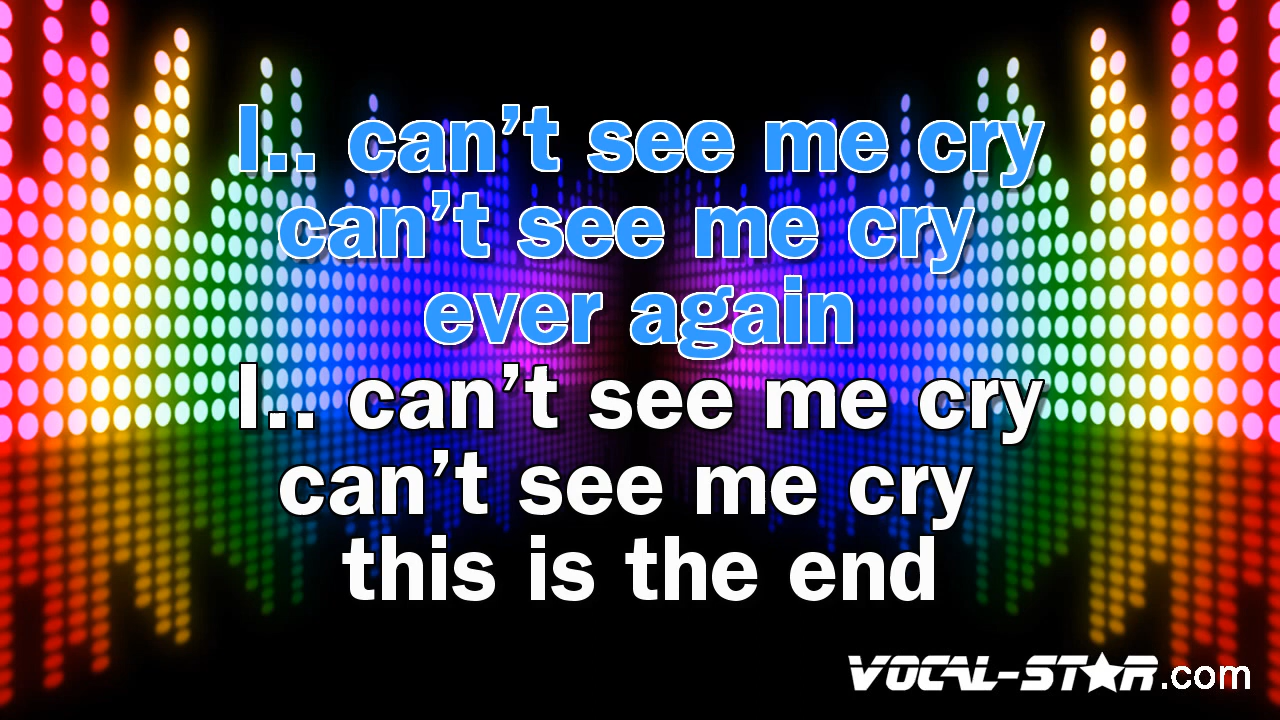 I.. can’t see me cry
can’t see me cry
ever again
I.. can’t see me cry
can’t see me cry
this is the end
VOCAL-STAR.com